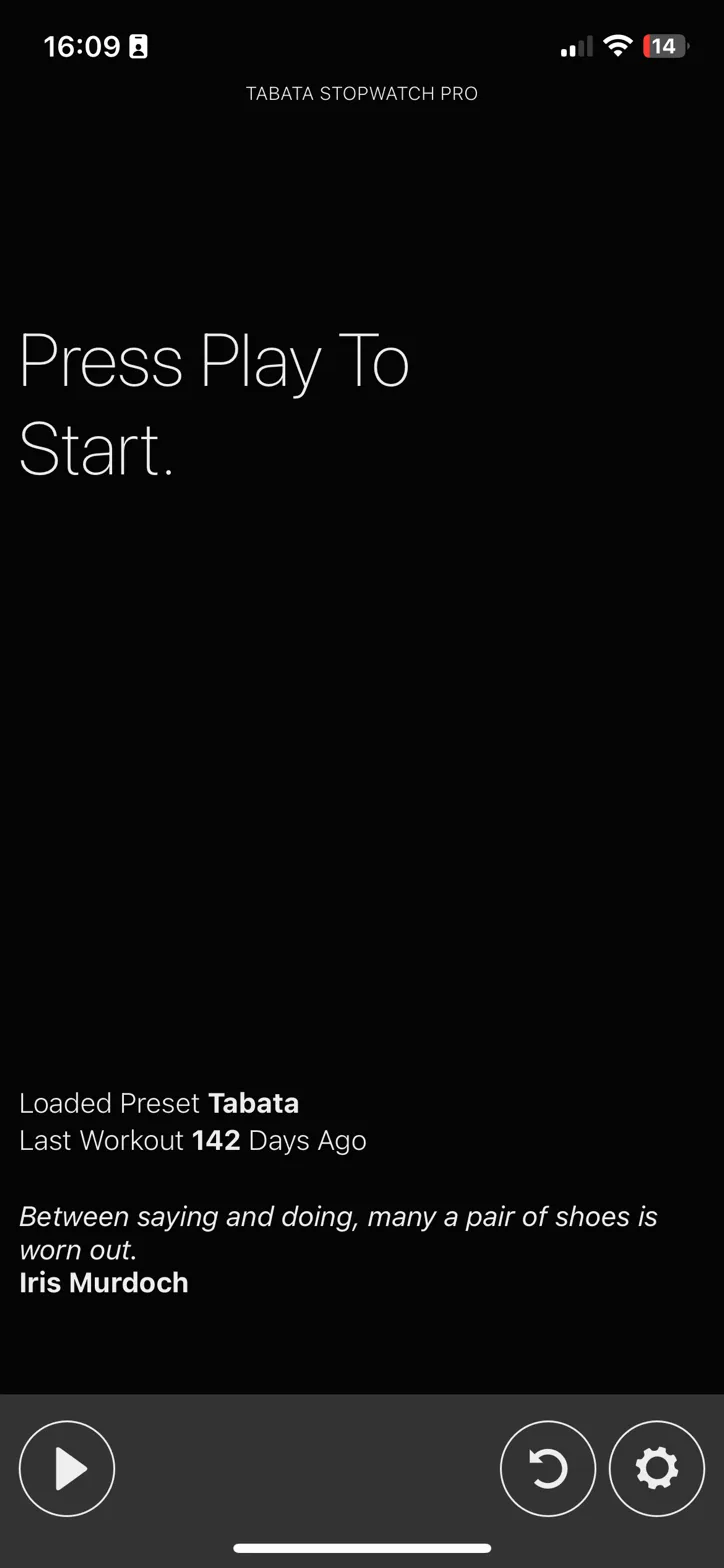 16:09
14
TABATA STOPWATCH PRO
Press Play To
Start.
Loaded Preset Tabata
Last Workout 142 Days Ago
Between saying and doing, many a pair of shoes is
worn out.
Iris Murdoch